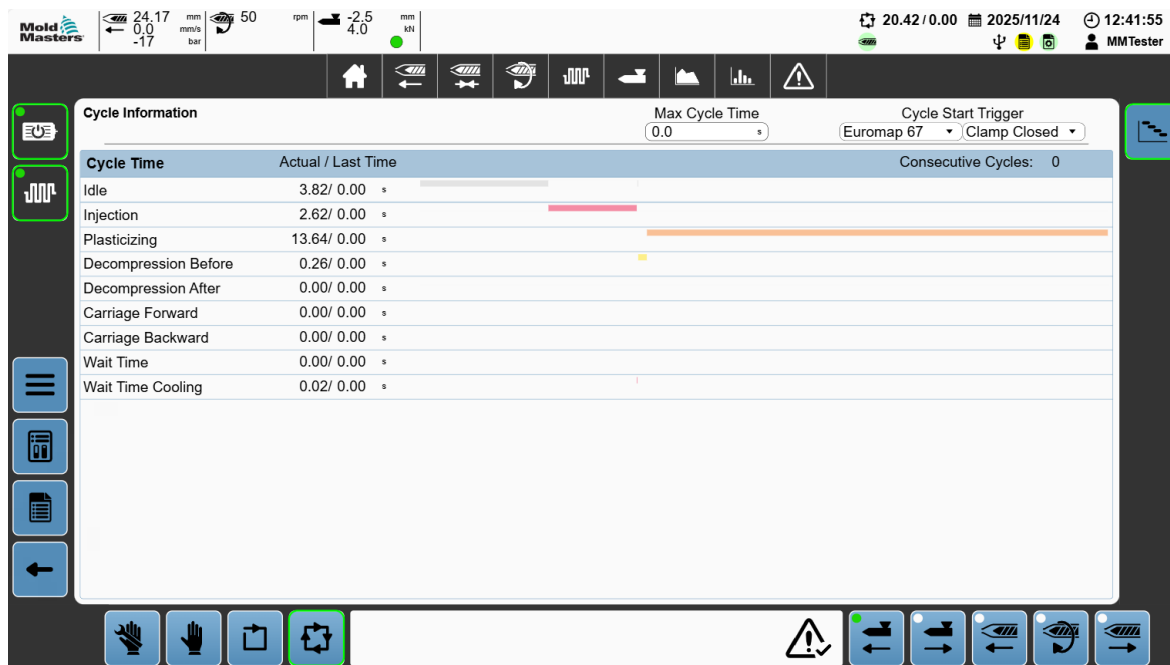 Mold
Masters
24.17 mm
0.0 mm/s
-17 bar
50 rpm
-2.5 mm
4.0 kN
20.42 / 0.00
2025/11/24
12:41:55
MMTester
Cycle Information
Max Cycle Time
0.0 s
Cycle Start Trigger
Euromap 67
Clamp Closed
Cycle Time Actual / Last Time Consecutive Cycles: 0
Idle 3.82/ 0.00 s
Injection 2.62/ 0.00 s
Plasticizing 13.64/ 0.00 s
Decompression Before 0.26/ 0.00 s
Decompression After 0.00/ 0.00 s
Carriage Forward 0.00/ 0.00 s
Carriage Backward 0.00/ 0.00 s
Wait Time 0.00/ 0.00 s
Wait Time Cooling 0.02/ 0.00 s